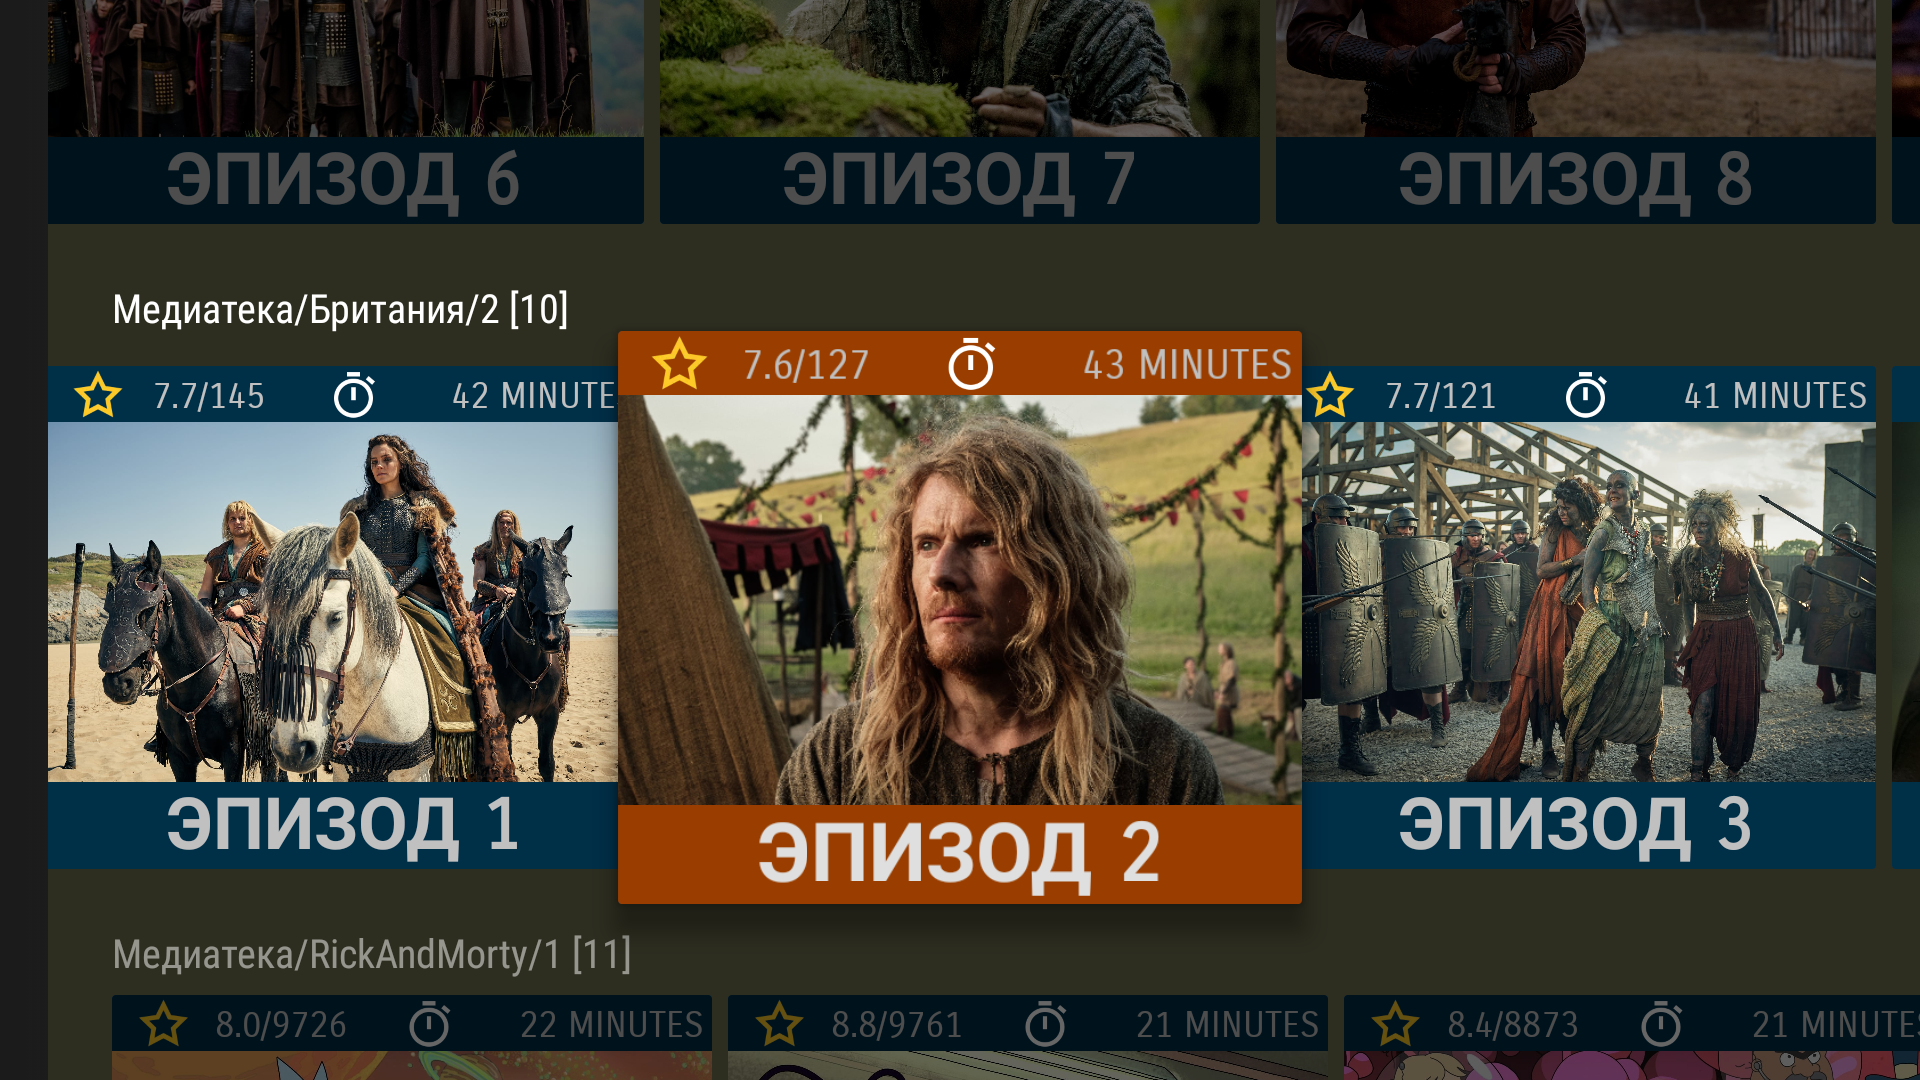 ЭПИЗОД 6
ЭПИЗОД 7
ЭПИЗОД 8
Медиатека/Британия/2 [10]
7.7/145
42 MINUTE
7.6/127
43 MINUTES
7.7/121
41 MINUTES
ЭПИЗОД 1
ЭПИЗОД 2
ЭПИЗОД 3
Медиатека/RickAndMorty/1 [11]
8.0/9726
22 MINUTES
8.8/9761
21 MINUTES
8.4/8873
21 MINUTES